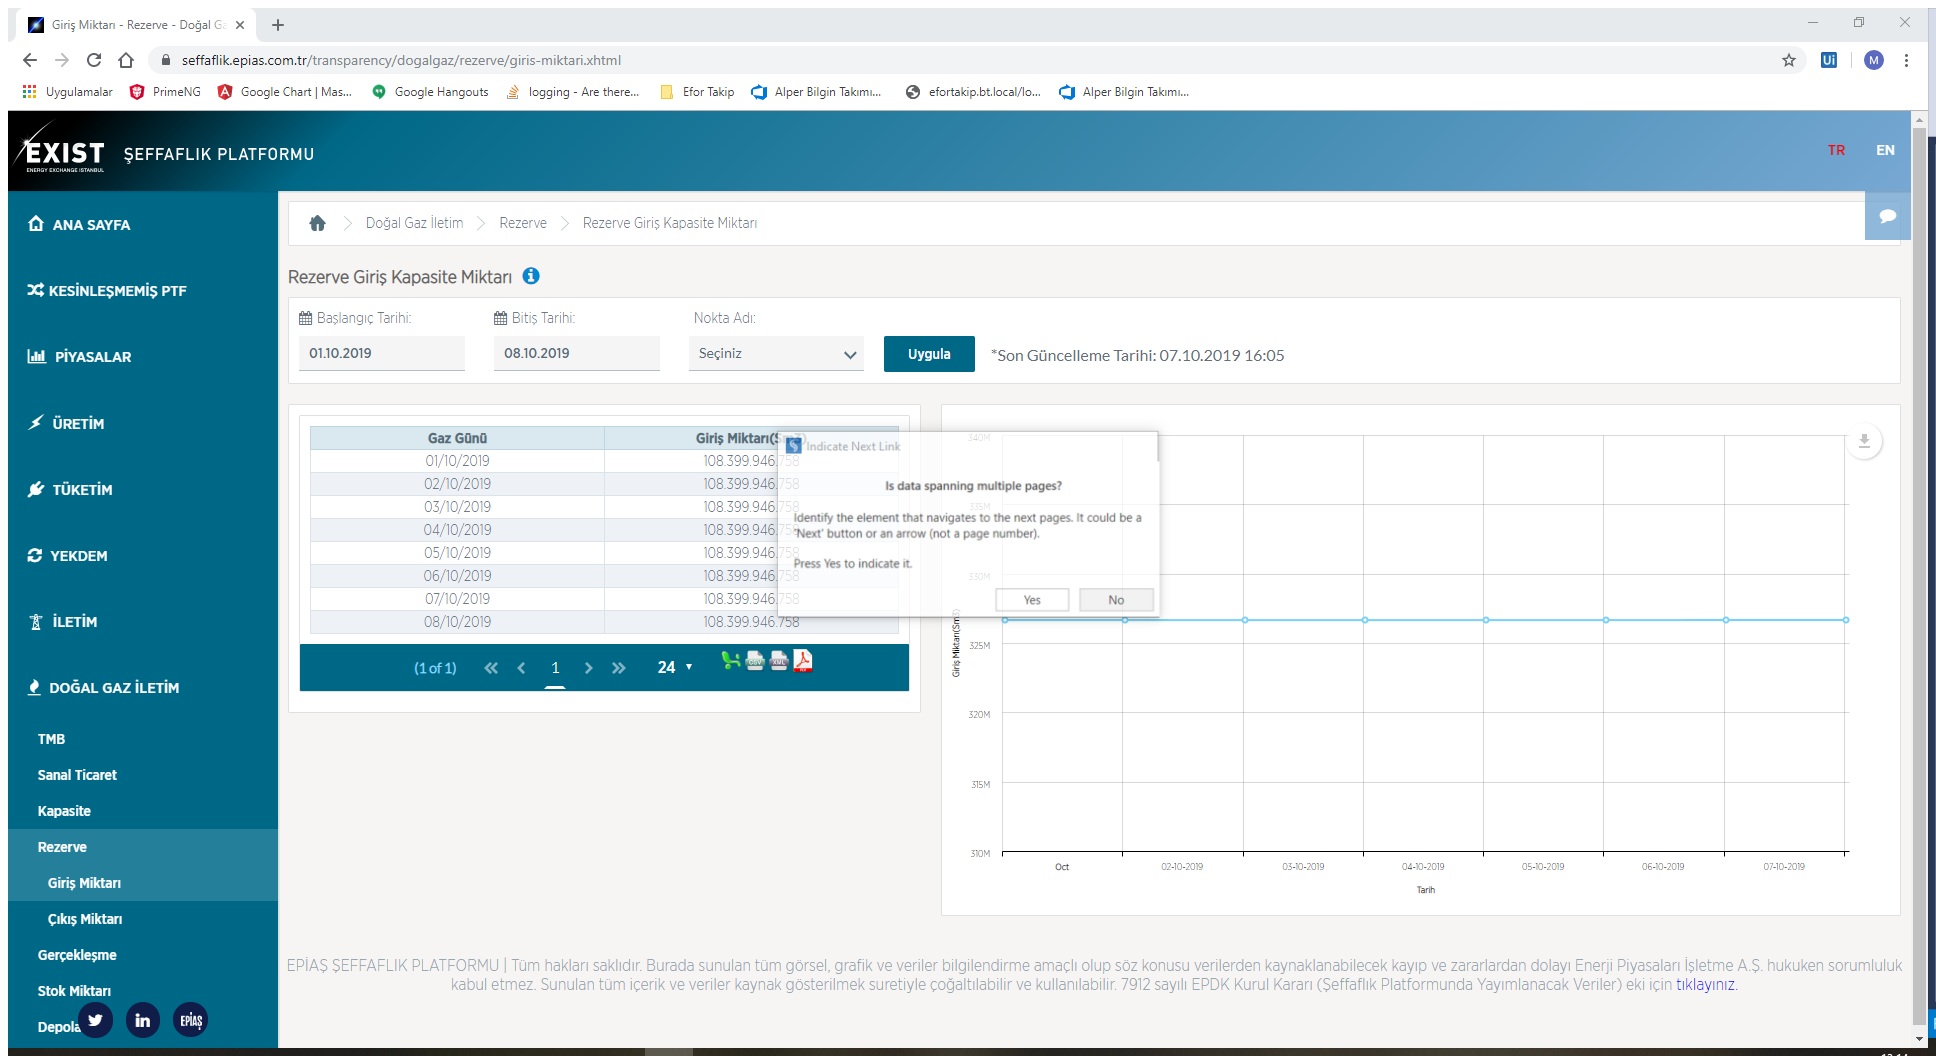 Giriş Miktarı - Rezerve - Doğal Ga
seffaflik.epias.com.tr/transparency/dogalgaz/rezerve/giris-miktari.xhtml
Ui
M
Uygulamalar
PrimeNG
Google Chart | Mas...
Google Hangouts
logging - Are there...
Efor Takip
Alper Bilgin Takımı...
efortakip.bt.local/lo...
Alper Bilgin Takımı...
EXIST
ENERGY EXCHANGE ISTANBUL
ŞEFFAFLIK PLATFORMU
TR
EN
ANA SAYFA
KESİNLEŞMEMİŞ PTF
PİYASALAR
ÜRETİM
TÜKETİM
YEKDEM
İLETİM
DOĞAL GAZ İLETİM
TMB
Sanal Ticaret
Kapasite
Rezerve
Giriş Miktarı
Çıkış Miktarı
Gerçekleşme
Stok Miktarı
Depola
in
EPİAŞ
Doğal Gaz İletim
Rezerve
Rezerve Giriş Kapasite Miktarı
Rezerve Giriş Kapasite Miktarı
Başlangıç Tarihi:
Bitiş Tarihi:
Nokta Adı:
01.10.2019
08.10.2019
Seçiniz
Uygula
*Son Güncelleme Tarihi: 07.10.2019 16:05
Gaz Günü
Giriş Miktarı(Sm3)
01/10/2019 108.399.946.758
02/10/2019 108.399.946.758
03/10/2019 108.399.946.758
04/10/2019 108.399.946.758
05/10/2019 108.399.946.758
06/10/2019 108.399.946.758
07/10/2019 108.399.946.758
08/10/2019 108.399.946.758
(1 of 1)
1
24
CSV
XML
Indicate Next Link
Is data spanning multiple pages?
Identify the element that navigates to the next pages. It could be a
'Next' button or an arrow (not a page number).
Press Yes to indicate it.
Yes
No
340M
335M
330M
325M
320M
315M
310M
Giriş Miktarı(Sm3)
Oct
02-10-2019
03-10-2019
04-10-2019
05-10-2019
06-10-2019
07-10-2019
Tarih
EPİAŞ ŞEFFAFLIK PLATFORMU | Tüm hakları saklıdır. Burada sunulan tüm görsel, grafik ve veriler bilgilendirme amaçlı olup söz konusu verilerden kaynaklanabilecek kayıp ve zararlardan dolayı Enerji Piyasaları İşletme A.Ş. hukuken sorumluluk
kabul etmez. Sunulan tüm içerik ve veriler kaynak gösterilmek suretiyle çoğaltılabilir ve kullanılabilir. 7912 sayılı EPDK Kurul Kararı (Şeffaflık Platformunda Yayımlanacak Veriler) eki için tıklayınız.